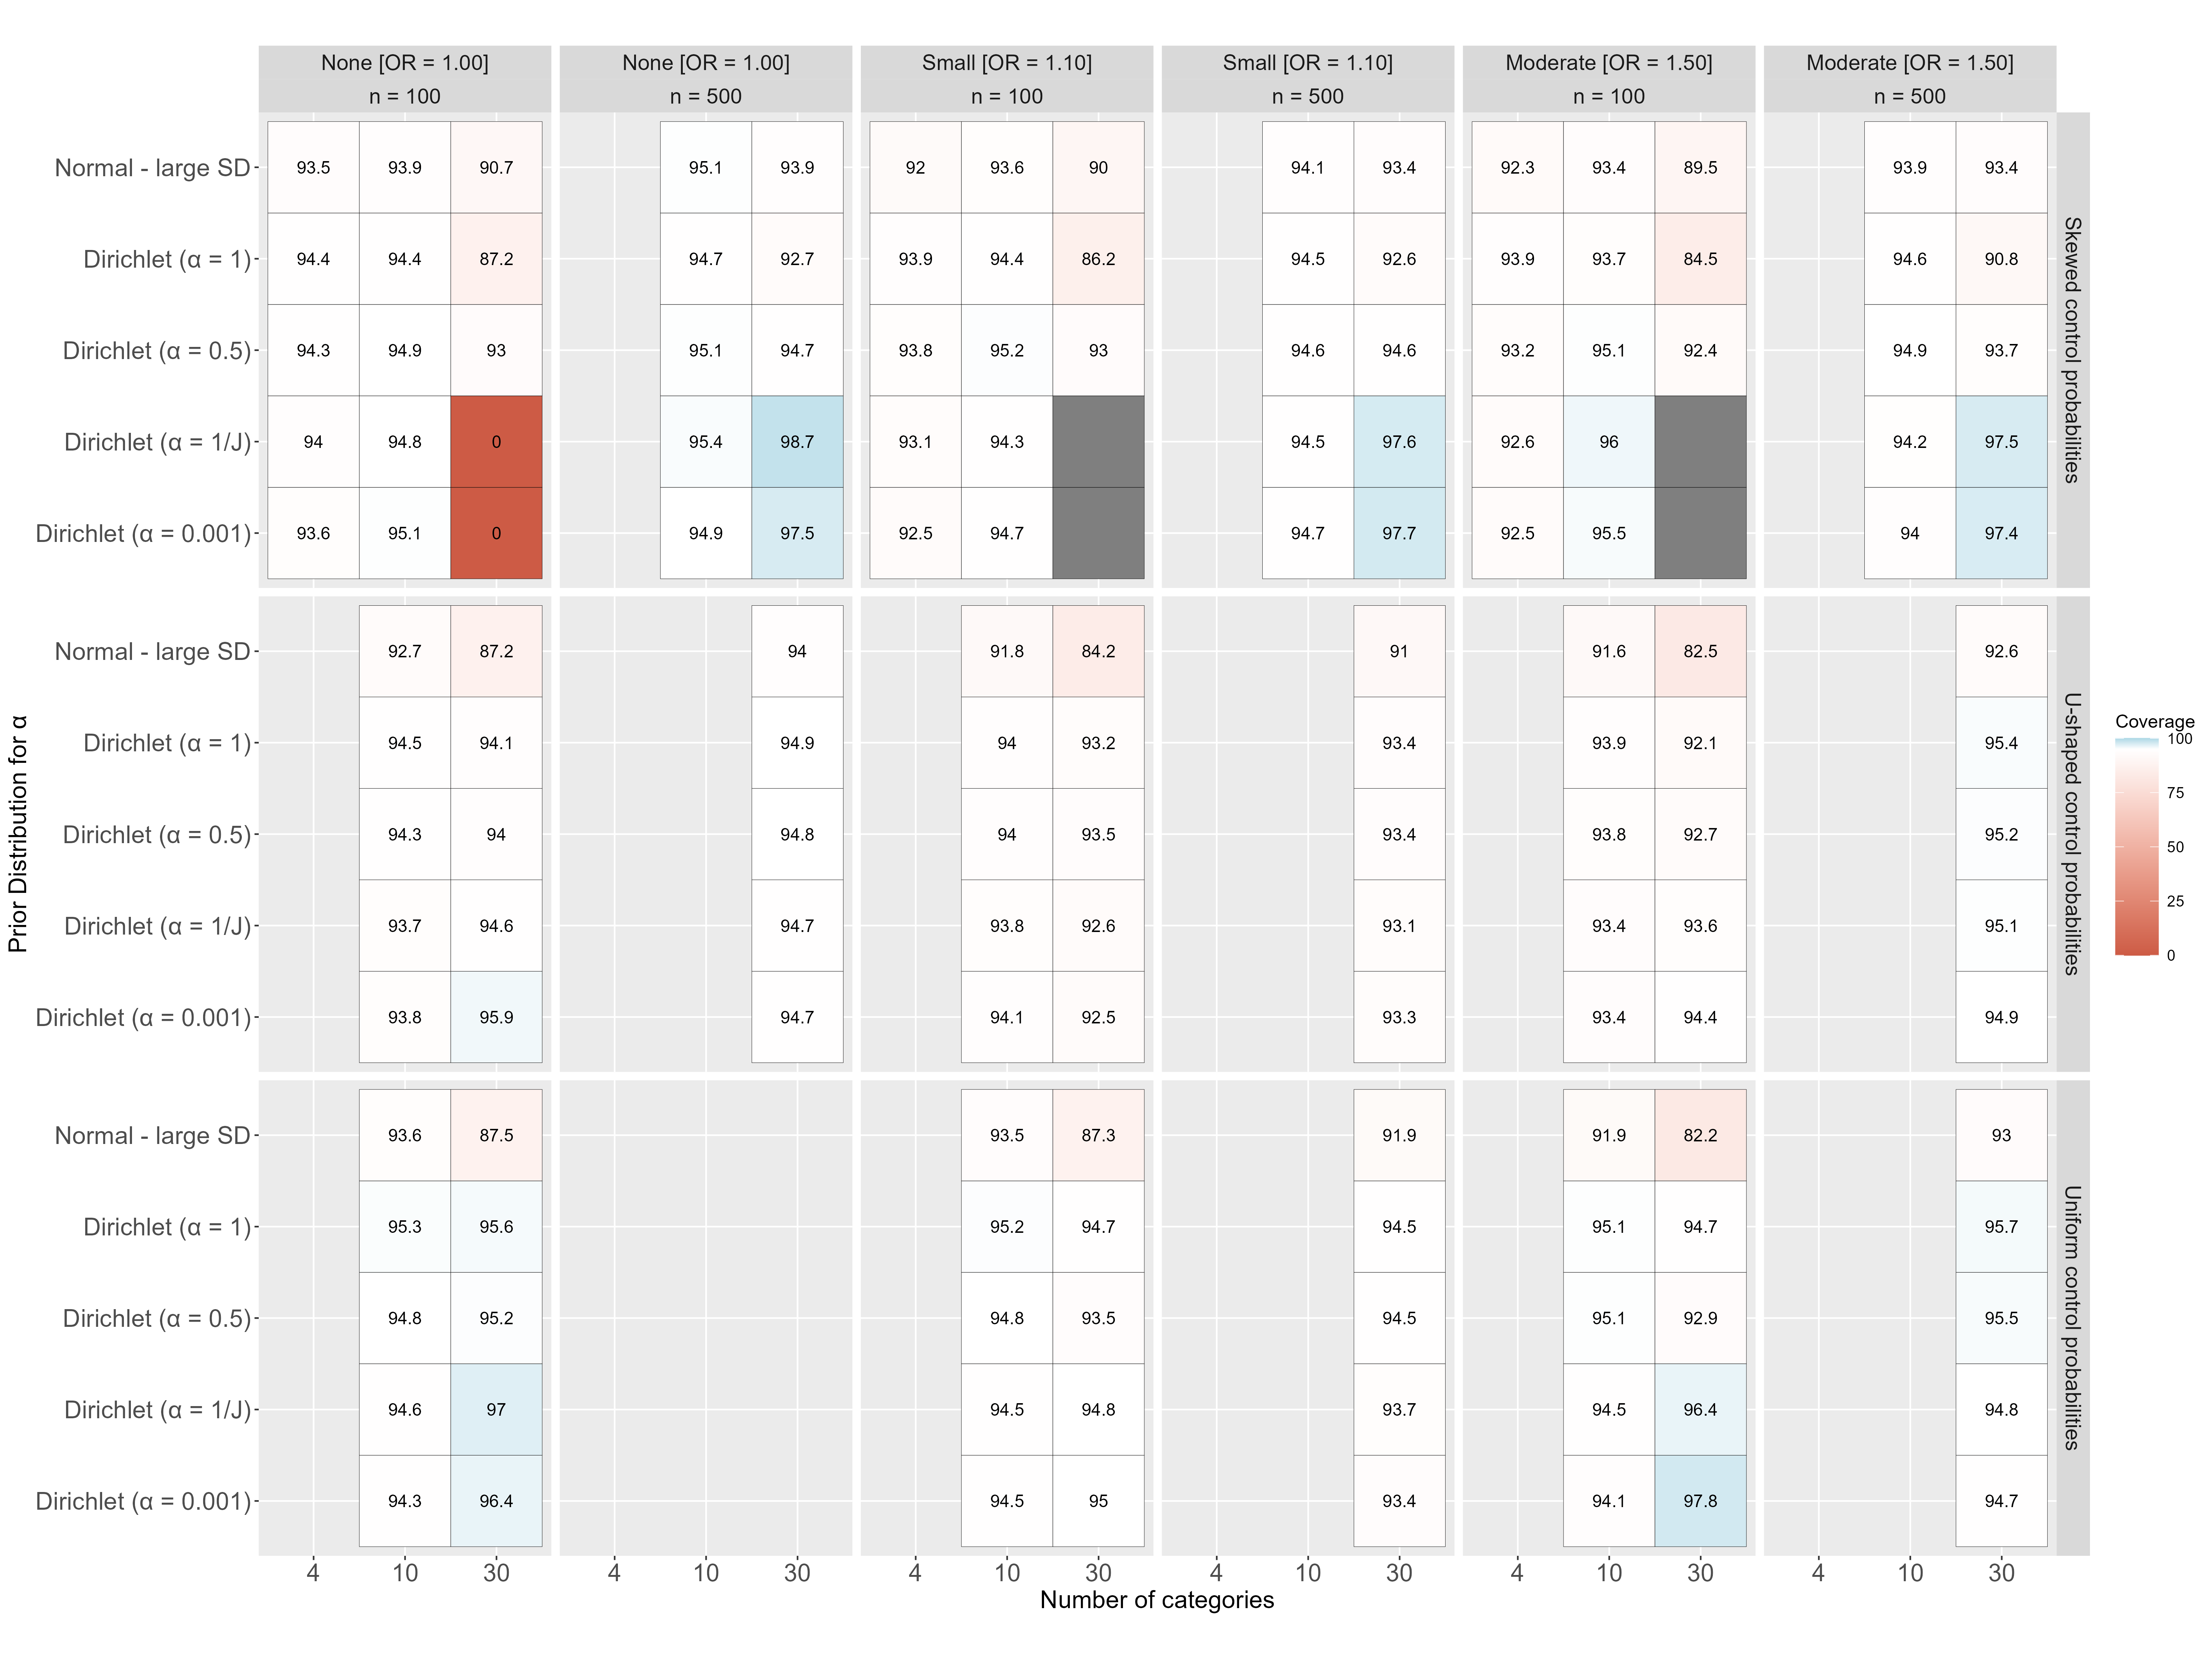 None [OR = 1.00] None [OR = 1.00] Small [OR = 1.10] Small [OR = 1.10] Moderate [OR = 1.50] Moderate [OR = 1.50]
n = 100 n = 500 n = 100 n = 500 n = 100 n = 500
Normal - large SD 93.5 93.9 90.7 95.1 93.9 92 93.6 90 94.1 93.4 92.3 93.4 89.5 93.9 93.4
Dirichlet (α = 1) 94.4 94.4 87.2 94.7 92.7 93.9 94.4 86.2 94.5 92.6 93.9 93.7 84.5 94.6 90.8
Dirichlet (α = 0.5) 94.3 94.9 93 95.1 94.7 93.8 95.2 93 94.6 94.6 93.2 95.1 92.4 94.9 93.7
Dirichlet (α = 1/J) 94 94.8 0 95.4 98.7 93.1 94.3 94.5 97.6 92.6 96 94.2 97.5
Dirichlet (α = 0.001) 93.6 95.1 0 94.9 97.5 92.5 94.7 94.7 97.7 92.5 95.5 94 97.4
Skewed control probabilities
Normal - large SD 92.7 87.2 94 91.8 84.2 91 91.6 82.5 92.6
Dirichlet (α = 1) 94.5 94.1 94.9 94 93.2 93.4 93.9 92.1 95.4
Dirichlet (α = 0.5) 94.3 94 94.8 94 93.5 93.4 93.8 92.7 95.2
Dirichlet (α = 1/J) 93.7 94.6 94.7 93.8 92.6 93.1 93.4 93.6 95.1
Dirichlet (α = 0.001) 93.8 95.9 94.7 94.1 92.5 93.3 93.4 94.4 94.9
U-shaped control probabilities
Normal - large SD 93.6 87.5 93.5 87.3 91.9 91.9 82.2 93
Dirichlet (α = 1) 95.3 95.6 95.2 94.7 94.5 95.1 94.7 95.7
Dirichlet (α = 0.5) 94.8 95.2 94.8 93.5 94.5 95.1 92.9 95.5
Dirichlet (α = 1/J) 94.6 97 94.5 94.8 93.7 94.5 96.4 94.8
Dirichlet (α = 0.001) 94.3 96.4 94.5 95 93.4 94.1 97.8 94.7
Uniform control probabilities
4 10 30 4 10 30 4 10 30 4 10 30 4 10 30 4 10 30
Number of categories
Prior Distribution for α
Coverage
100
75
50
25
0